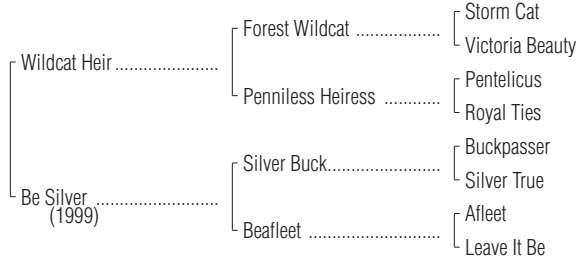 Storm Cat
Forest Wildcat ..................
Victoria Beauty
Wildcat Heir ......................
Pentelicus
Penniless Heiress ............
Royal Ties
Buckpasser
Silver Buck........................
Silver True
Be Silver ..........................
(1999)
Afleet
Beafleet ............................
Leave It Be